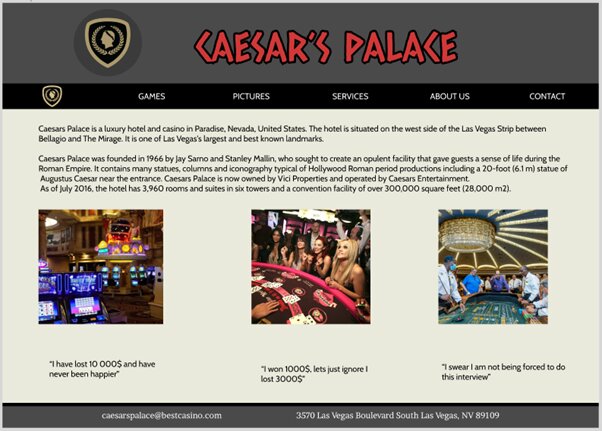 CAESAR'S PALACE
GAMES PICTURES SERVICES ABOUT US CONTACT
Caesars Palace is a luxury hotel and casino in Paradise, Nevada, United States. The hotel is situated on the west side of the Las Vegas Strip between
Bellagio and The Mirage. It is one of Las Vegas's largest and best known landmarks.
Caesars Palace was founded in 1966 by Jay Sarno and Stanley Mallin, who sought to create an opulent facility that gave guests a sense of life during the
Roman Empire. It contains many statues, columns and iconography typical of Hollywood Roman period productions including a 20-foot (6.1 m) statue of
Augustus Caesar near the entrance. Caesars Palace is now owned by Vici Properties and operated by Caesars Entertainment.
As of July 2016, the hotel has 3,960 rooms and suites in six towers and a convention facility of over 300,000 square feet (28,000 m2).
"I have lost 10 000$ and have
never been happier"
"I won 1000$, lets just ignore I
lost 3000$"
"I swear I am not being forced to do
this interview"
caesarspalace@bestcasino.com 3570 Las Vegas Boulevard South Las Vegas, NV 89109